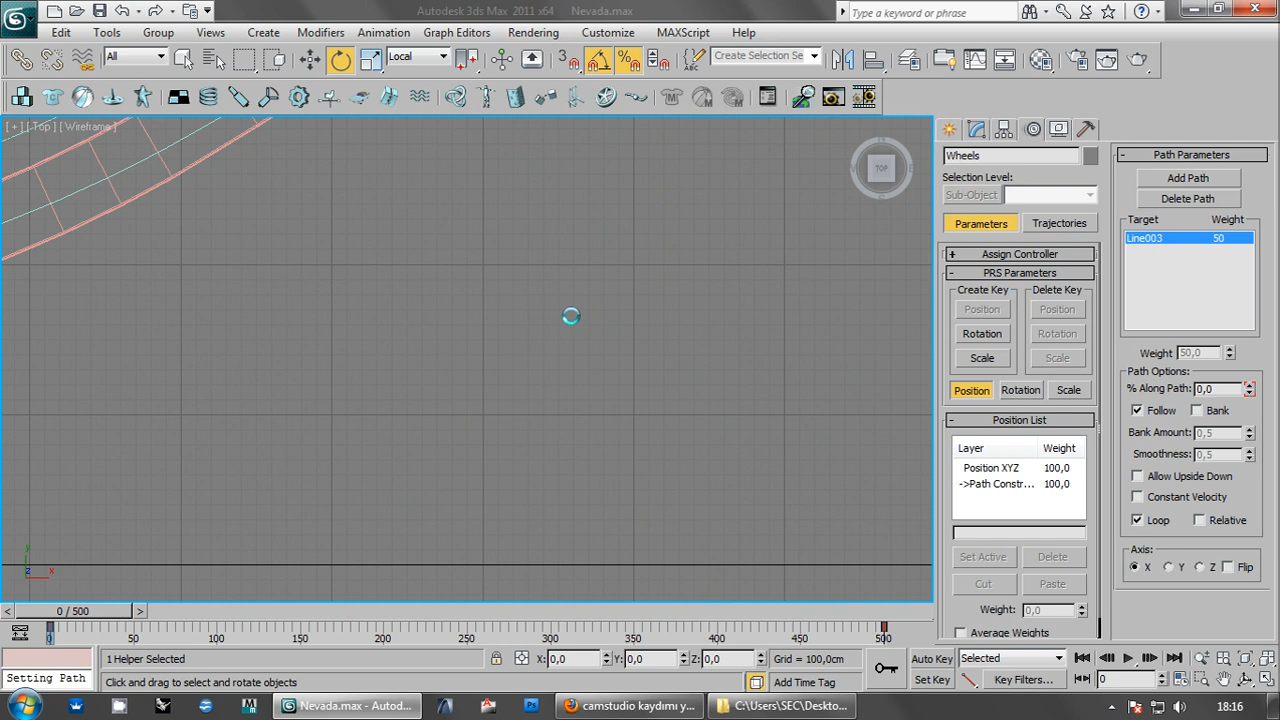 Autodesk 3ds Max 2011 x64 Nevada.max
Type a keyword or phrase
Edit Tools Group Views Create Modifiers Animation Graph Editors Rendering Customize MAXScript Help
All Local Create Selection Se
[ + ] [ Top ] [ Wireframe ]
TOP
Wheels
Selection Level:
Sub-Object
Parameters Trajectories
+ Assign Controller
- PRS Parameters
Create Key Delete Key
Position Position
Rotation Rotation
Scale Scale
Position Rotation Scale
- Position List
Layer Weight
Position XYZ 100,0
->Path Constr... 100,0
Set Active Delete
Cut Paste
Weight: 0,0
Average Weights
- Path Parameters
Add Path
Delete Path
Target Weight
Line003 50
Weight 50,0
Path Options:
% Along Path: 0,0
Follow Bank
Bank Amount: 0,5
Smoothness: 0,5
Allow Upside Down
Constant Velocity
Loop Relative
Axis:
X Y Z Flip
y
z x
< 0 / 500 >
0 50 100 150 200 250 300 350 400 450 500
1 Helper Selected X: 0,0 Y: 0,0 Z: 0,0 Grid = 100,0cm Auto Key Selected
Setting Path Click and drag to select and rotate objects Add Time Tag Set Key Key Filters... 0
Nevada.max - Autod... camstudio kaydımı y... C:\Users\SEC\Deskto... 18:16